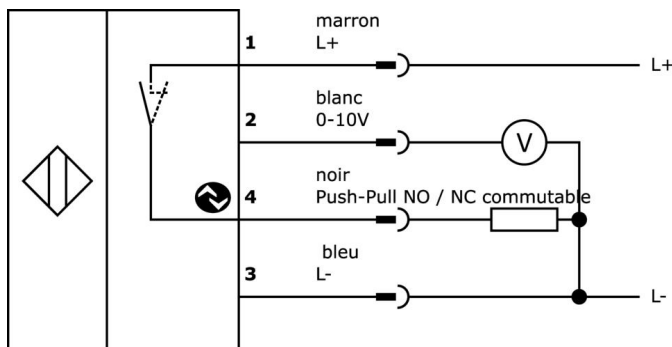 marron
1 L+
L+
blanc
2 0-10V
V
noir
4 Push-Pull NO / NC commutable
bleu
3 L-
L-